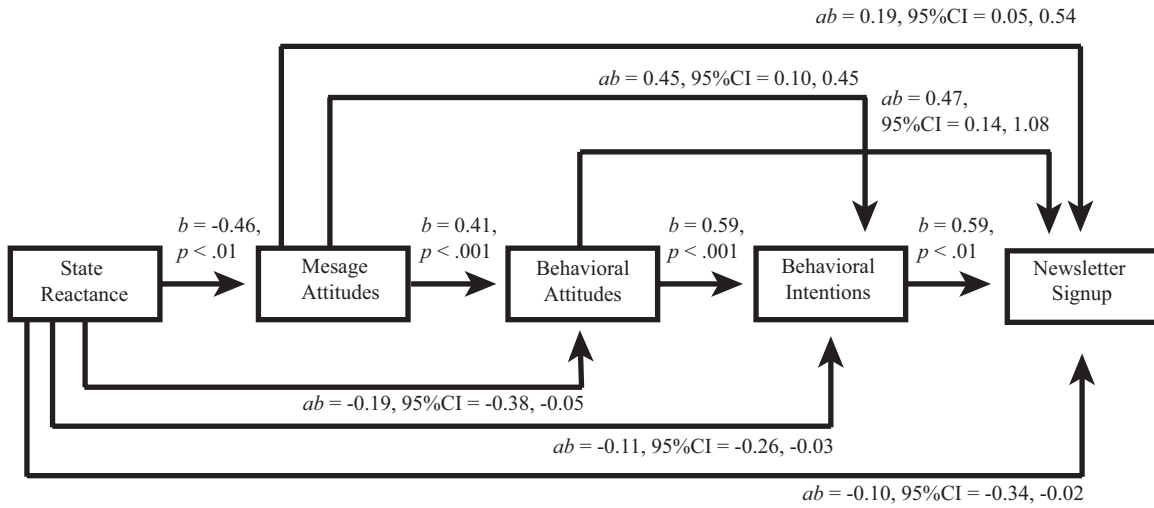 ab = 0.19, 95%CI = 0.05, 0.54
ab = 0.45, 95%CI = 0.10, 0.45
ab = 0.47,
95%CI = 0.14, 1.08
b = -0.46,
p < .01
b = 0.41,
p < .001
b = 0.59,
p < .001
b = 0.59,
p < .01
State
Reactance
Mesage
Attitudes
Behavioral
Attitudes
Behavioral
Intentions
Newsletter
Signup
ab = -0.19, 95%CI = -0.38, -0.05
ab = -0.11, 95%CI = -0.26, -0.03
ab = -0.10, 95%CI = -0.34, -0.02